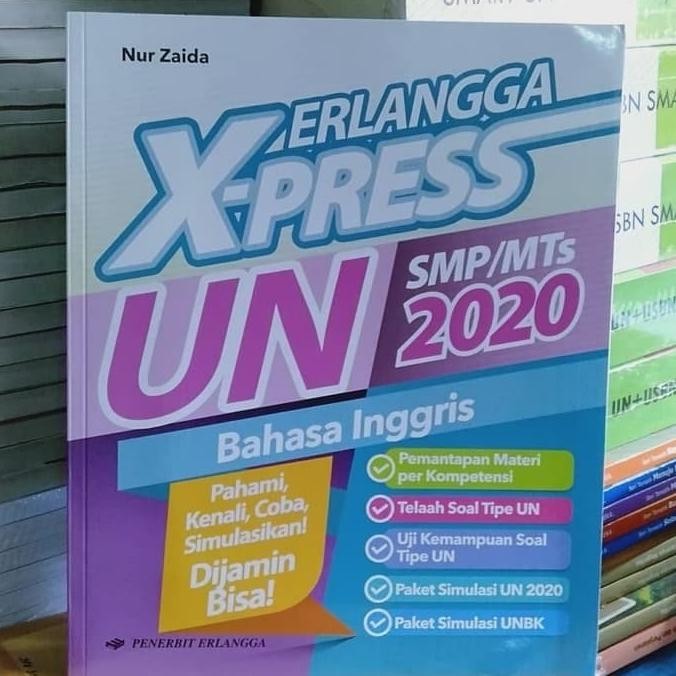 Nur Zaida
ERLANGGA
X-PRESS
UN
SMP/MTs
2020
Bahasa Inggris
Pahami,
Kenali, Coba,
Simulasikan!
Dijamin
Bisa!
Pemantapan Materi
per Kompetensi
Telaah Soal Tipe UN
Uji Kemampuan Soal
Tipe UN
Paket Simulasi UN 2020
Paket Simulasi UNBK
PENERBIT ERLANGGA
UN+USBN